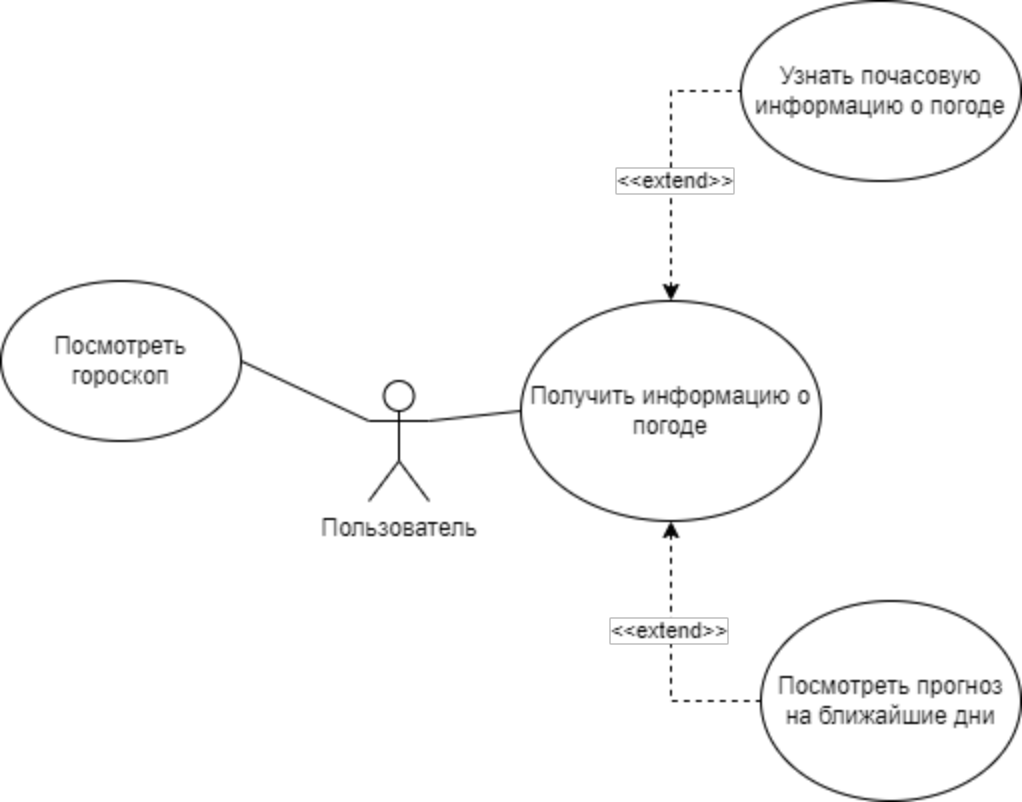 Узнать почасовую
информацию о погоде
<<extend>>
Посмотреть
гороскоп
Получить информацию о
погоде
Пользователь
<<extend>>
Посмотреть прогноз
на ближайшие дни